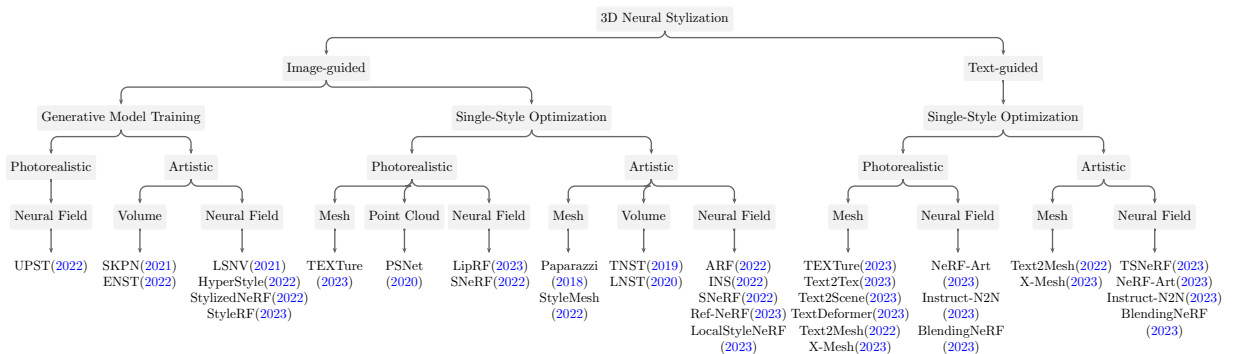 3D Neural Stylization
Image-guided
Text-guided
Generative Model Training
Single-Style Optimization
Single-Style Optimization
Photorealistic
Artistic
Photorealistic
Artistic
Photorealistic
Artistic
Neural Field
Volume
Neural Field
Mesh
Point Cloud
Neural Field
Mesh
Volume
Neural Field
Mesh
Neural Field
Mesh
Neural Field
UPST(2022)
SKPN(2021)
ENST(2022)
LSNV(2021)
HyperStyle(2022)
StylizedNeRF(2022)
StyleRF(2023)
TEXTure
(2023)
PSNet
(2020)
LipRF(2023)
SNeRF(2022)
Paparazzi
(2018)
StyleMesh
(2022)
TNST(2019)
LNST(2020)
ARF(2022)
INS(2022)
SNeRF(2022)
Ref-NeRF(2023)
LocalStyleNeRF
(2023)
TEXTure(2023)
Text2Tex(2023)
Text2Scene(2023)
TextDeformer(2023)
Text2Mesh(2022)
X-Mesh(2023)
NeRF-Art
(2023)
Instruct-N2N
(2023)
BlendingNeRF
(2023)
Text2Mesh(2022)
X-Mesh(2023)
TSNeRF(2023)
NeRF-Art(2023)
Instruct-N2N(2023)
BlendingNeRF
(2023)